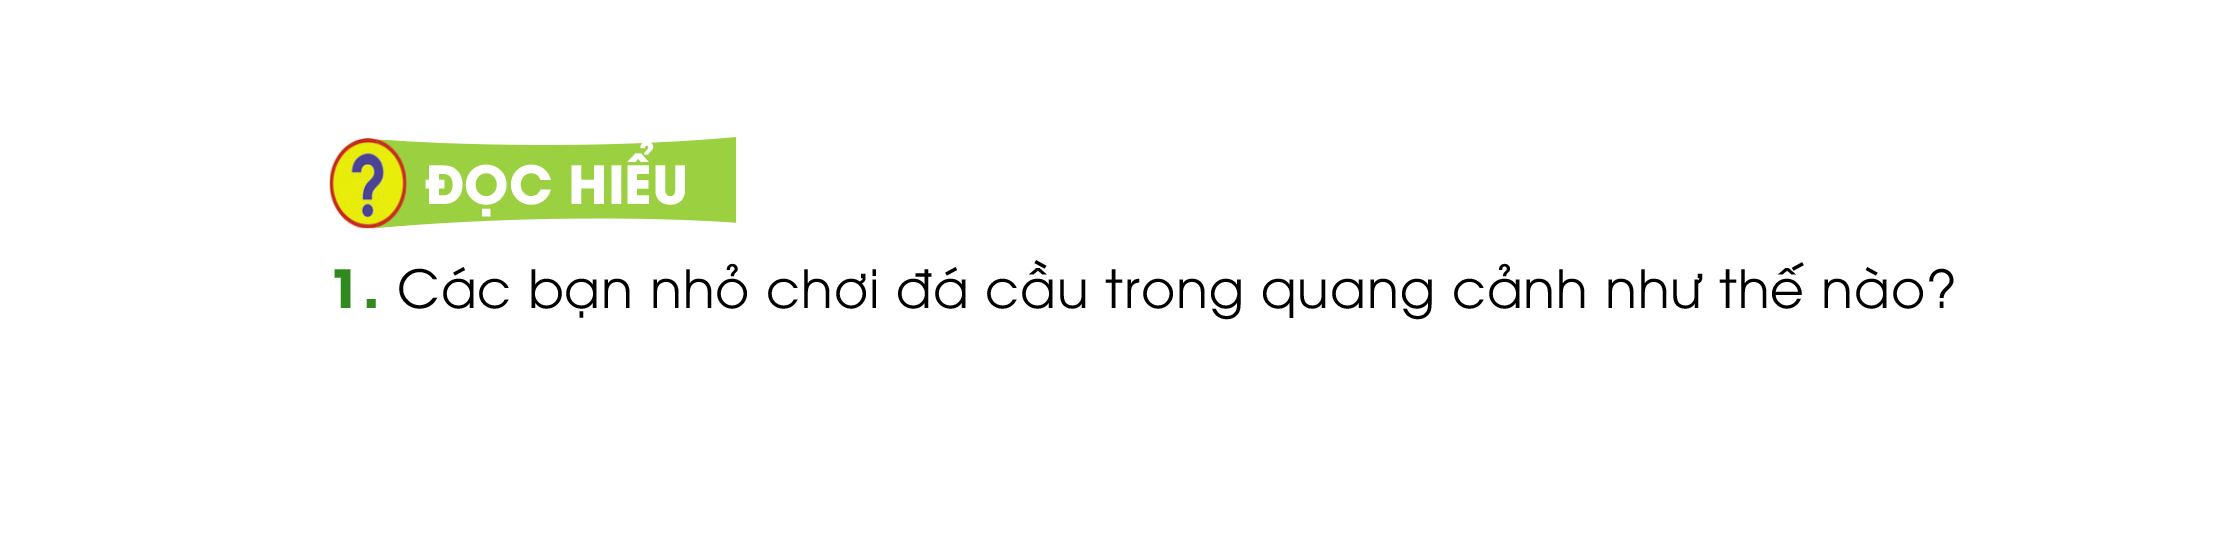 ? ĐỌC HIỂU
1. Các bạn nhỏ chơi đá cầu trong quang cảnh như thế nào?